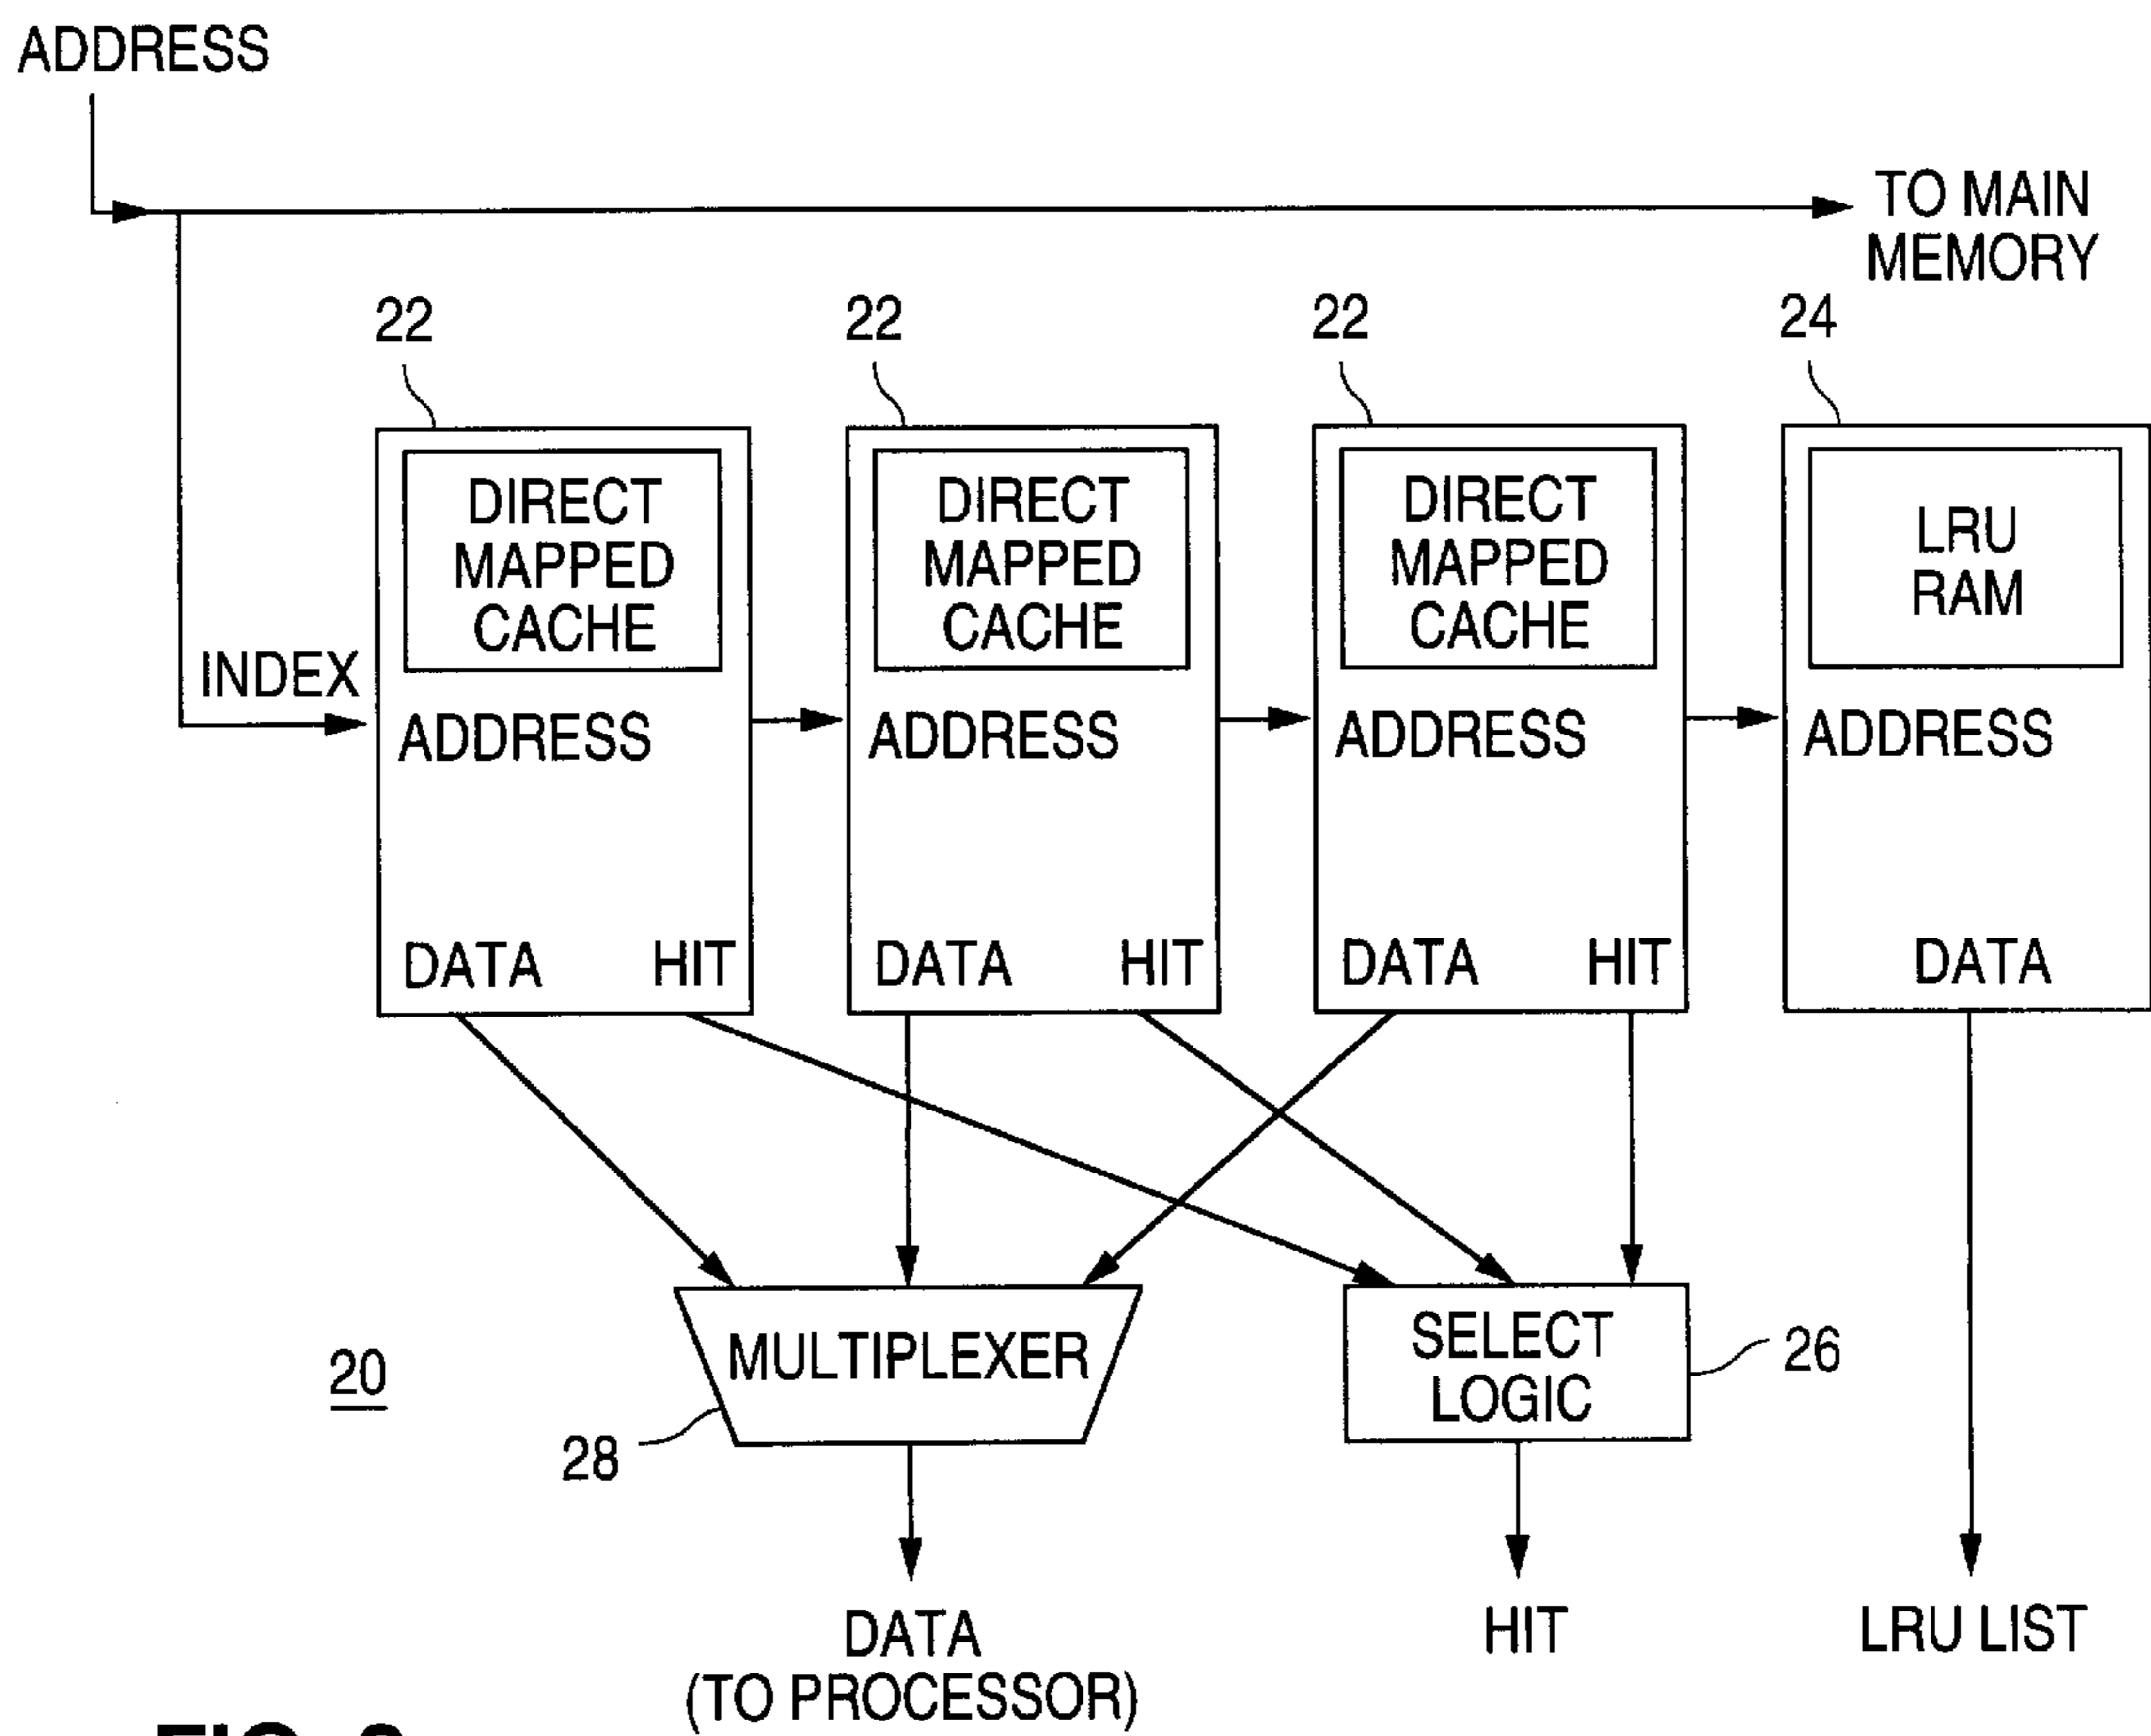 ADDRESS
TO MAIN
MEMORY
22
22
22
24
DIRECT
MAPPED
CACHE
DIRECT
MAPPED
CACHE
DIRECT
MAPPED
CACHE
LRU
RAM
INDEX
ADDRESS
ADDRESS
ADDRESS
ADDRESS
DATA HIT
DATA HIT
DATA HIT
DATA
MULTIPLEXER
SELECT
LOGIC
26
20
28
DATA
(TO PROCESSOR)
HIT
LRU LIST